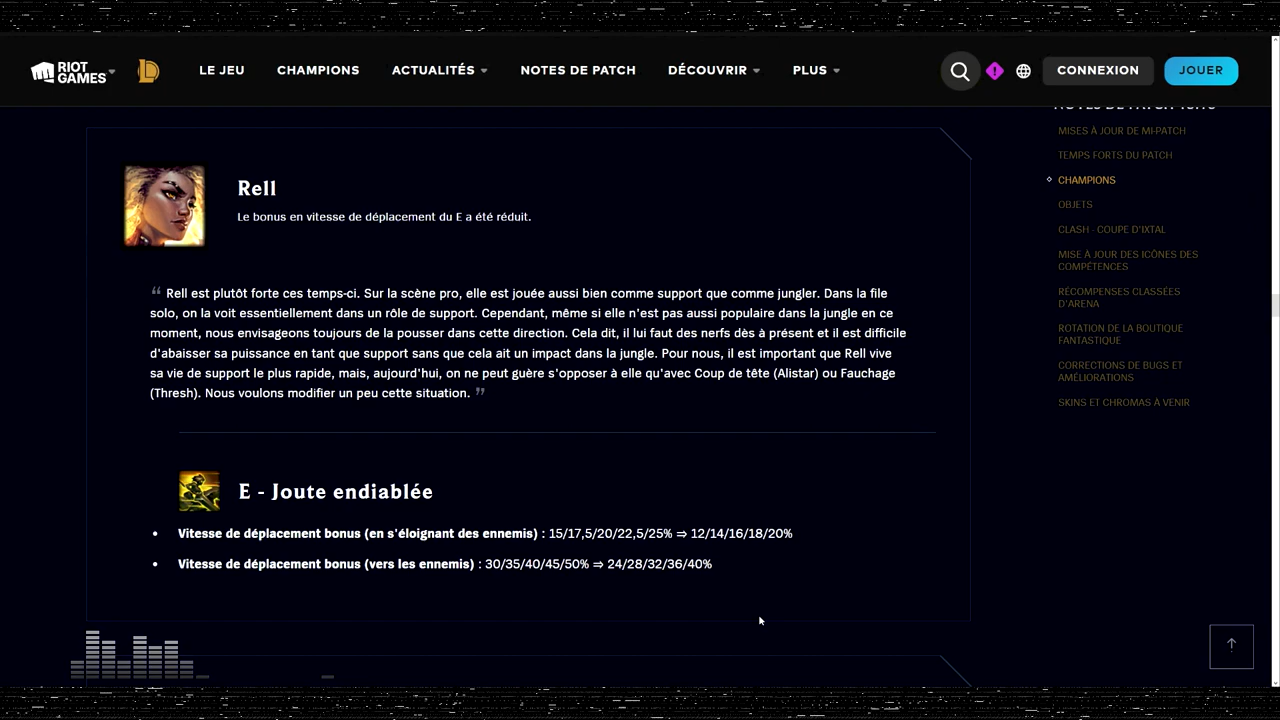 RIOT GAMES
LE JEU
CHAMPIONS
ACTUALITÉS
NOTES DE PATCH
DÉCOUVRIR
PLUS
CONNEXION
JOUER
Rell
Le bonus en vitesse de déplacement du E a été réduit.
“ Rell est plutôt forte ces temps-ci. Sur la scène pro, elle est jouée aussi bien comme support que comme jungler. Dans la file
solo, on la voit essentiellement dans un rôle de support. Cependant, même si elle n'est pas aussi populaire dans la jungle en ce
moment, nous envisageons toujours de la pousser dans cette direction. Cela dit, il lui faut des nerfs dès à présent et il est difficile
d'abaisser sa puissance en tant que support sans que cela ait un impact dans la jungle. Pour nous, il est important que Rell vive
sa vie de support le plus rapide, mais, aujourd'hui, on ne peut guère s'opposer à elle qu'avec Coup de tête (Alistar) ou Fauchage
(Thresh). Nous voulons modifier un peu cette situation. ”
E - Joute endiablée
• Vitesse de déplacement bonus (en s'éloignant des ennemis) : 15/17,5/20/22,5/25% ⇒ 12/14/16/18/20%
• Vitesse de déplacement bonus (vers les ennemis) : 30/35/40/45/50% ⇒ 24/28/32/36/40%
MISES À JOUR DE MI-PATCH
TEMPS FORTS DU PATCH
CHAMPIONS
OBJETS
CLASH - COUPE D'IXTAL
MISE À JOUR DES ICÔNES DES
COMPÉTENCES
RÉCOMPENSES CLASSÉES
D'ARENA
ROTATION DE LA BOUTIQUE
FANTASTIQUE
CORRECTIONS DE BUGS ET
AMÉLIORATIONS
SKINS ET CHROMAS À VENIR